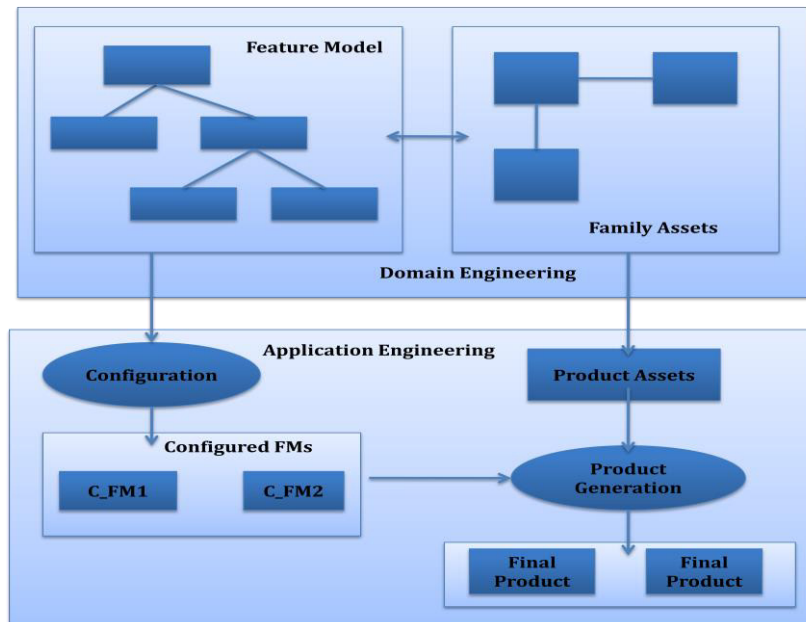 Feature Model
Family Assets
Domain Engineering
Application Engineering
Configuration
Product Assets
Configured FMs
C_FM1
C_FM2
Product
Generation
Final
Product
Final
Product